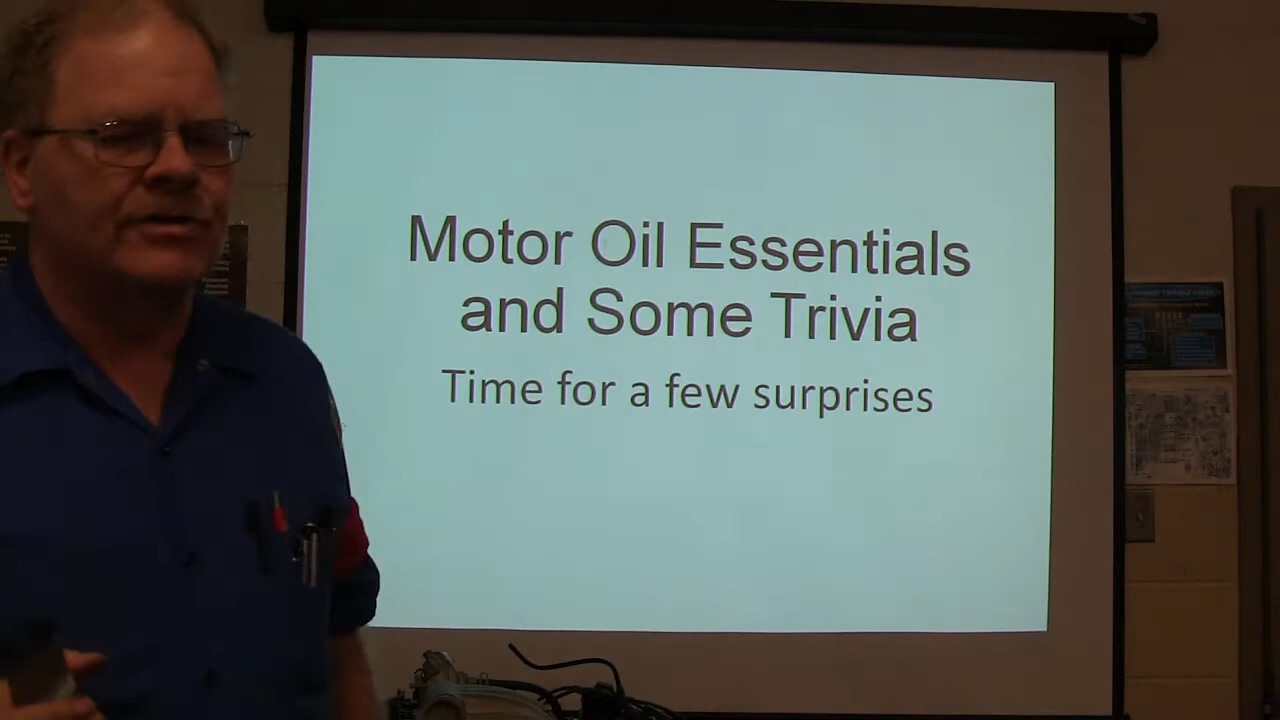 Motor Oil Essentials
and Some Trivia
Time for a few surprises